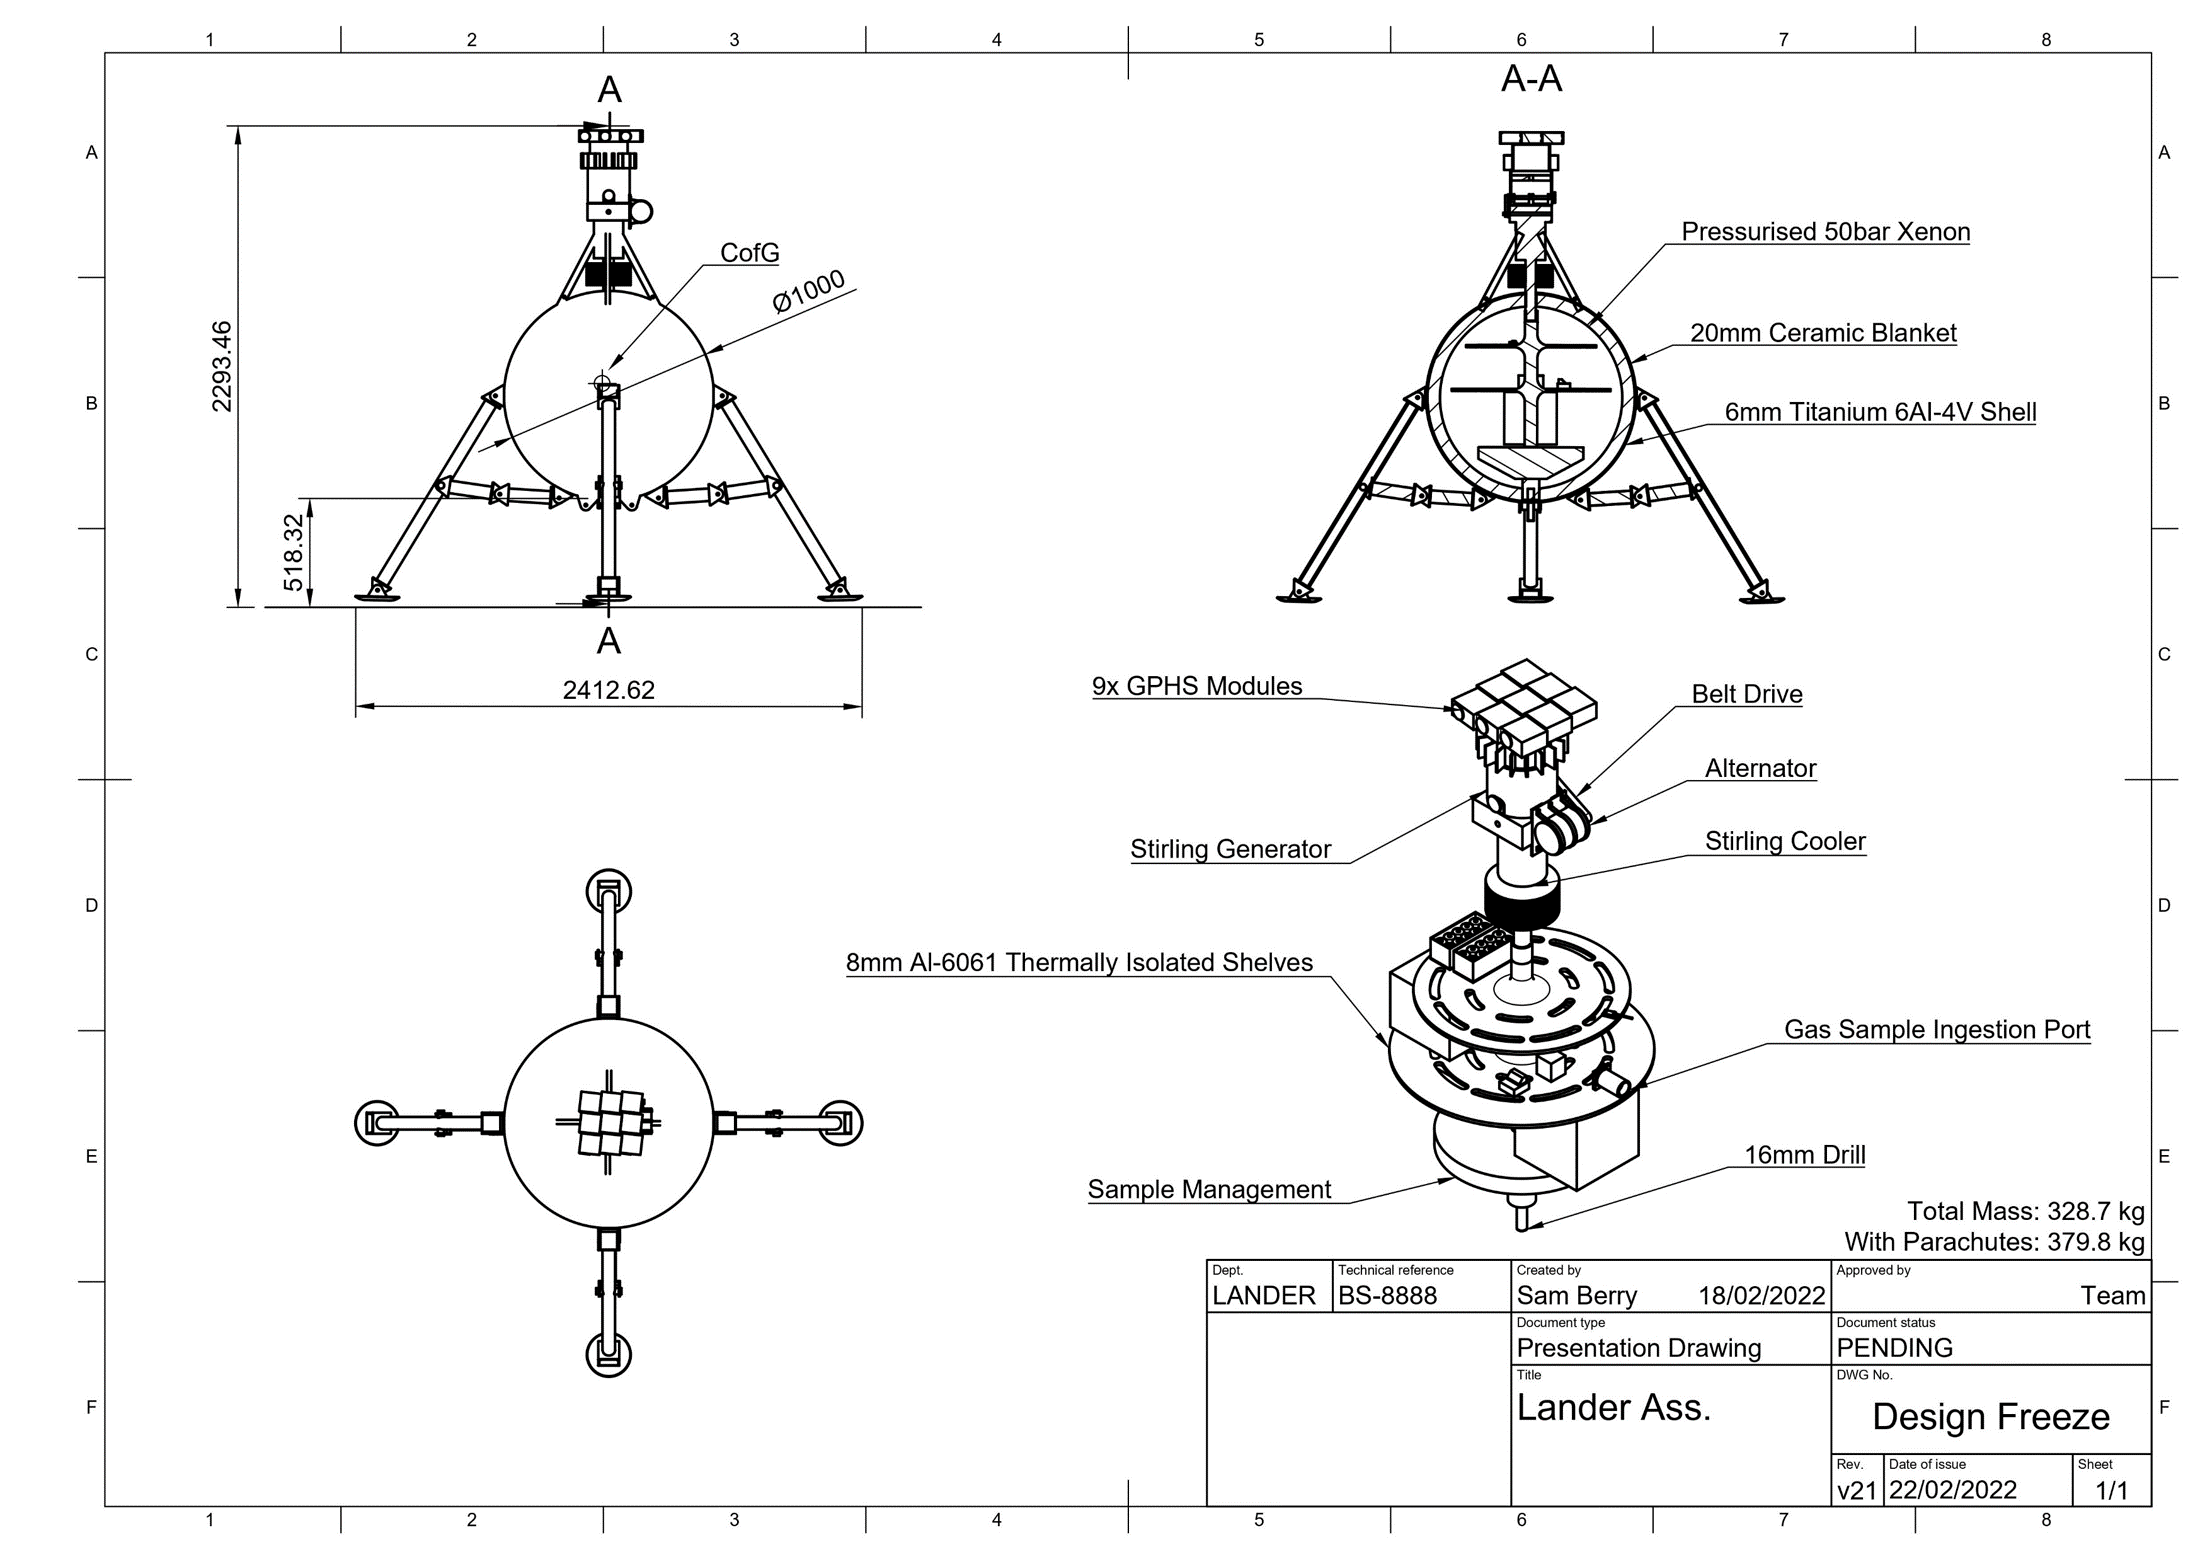 1 2 3 4 5 6 7 8
A
B
C
D
E
F
A
B
C
D
E
F
A
CofG
Ø1000
2293.46
518.32
A
2412.62
A-A
Pressurised 50bar Xenon
20mm Ceramic Blanket
6mm Titanium 6Al-4V Shell
9x GPHS Modules
Belt Drive
Alternator
Stirling Generator
Stirling Cooler
8mm Al-6061 Thermally Isolated Shelves
Gas Sample Ingestion Port
16mm Drill
Sample Management
Total Mass: 328.7 kg
With Parachutes: 379.8 kg
Dept.
LANDER
Technical reference
BS-8888
Created by
Sam Berry 18/02/2022
Approved by
Team
Document type
Presentation Drawing
Document status
PENDING
Title
Lander Ass.
DWG No.
Design Freeze
Rev.
v21
Date of issue
22/02/2022
Sheet
1/1
1 2 3 4 5 6 7 8